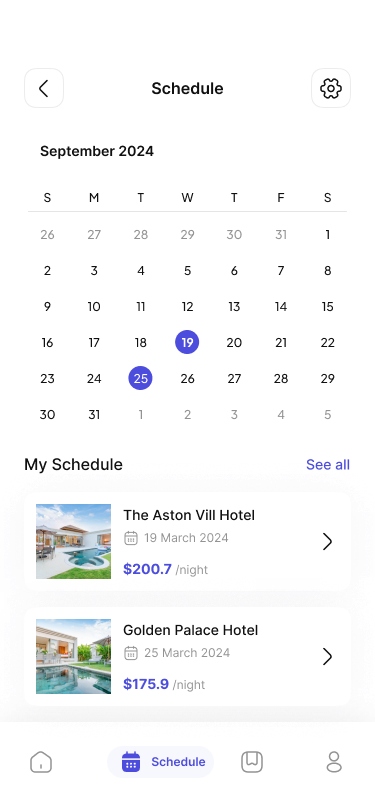 Schedule
September 2024
S M T W T F S
26 27 28 29 30 31 1
2 3 4 5 6 7 8
9 10 11 12 13 14 15
16 17 18 19 20 21 22
23 24 25 26 27 28 29
30 31 1 2 3 4 5
My Schedule See all
The Aston Vill Hotel
19 March 2024
$200.7 /night
Golden Palace Hotel
25 March 2024
$175.9 /night
Schedule